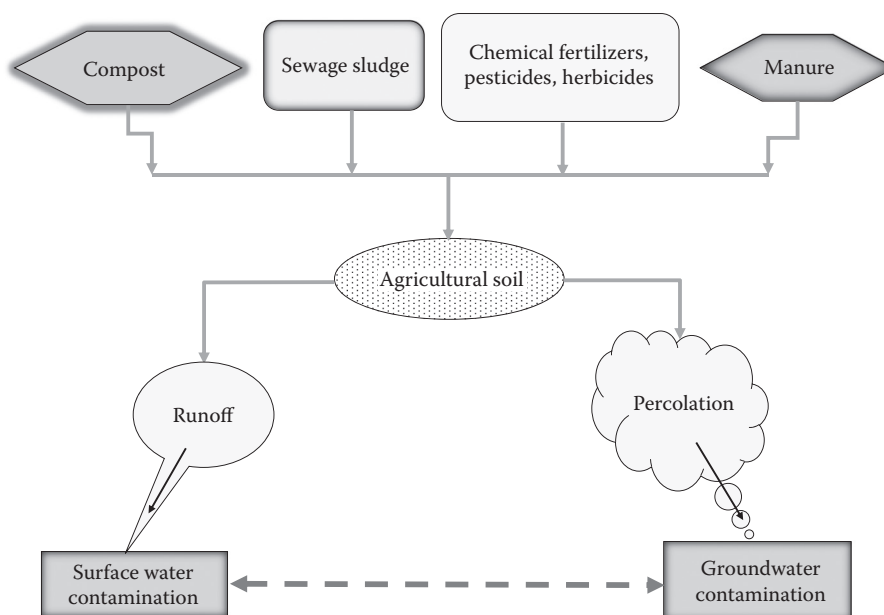 Compost
Sewage sludge
Chemical fertilizers,
pesticides, herbicides
Manure
Agricultural soil
Runoff
Percolation
Surface water
contamination
Groundwater
contamination